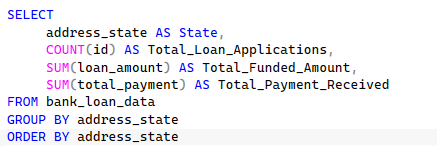 SELECT
address_state AS State,
COUNT(id) AS Total_Loan_Applications,
SUM(loan_amount) AS Total_Funded_Amount,
SUM(total_payment) AS Total_Payment_Received
FROM bank_loan_data
GROUP BY address_state
ORDER BY address_state